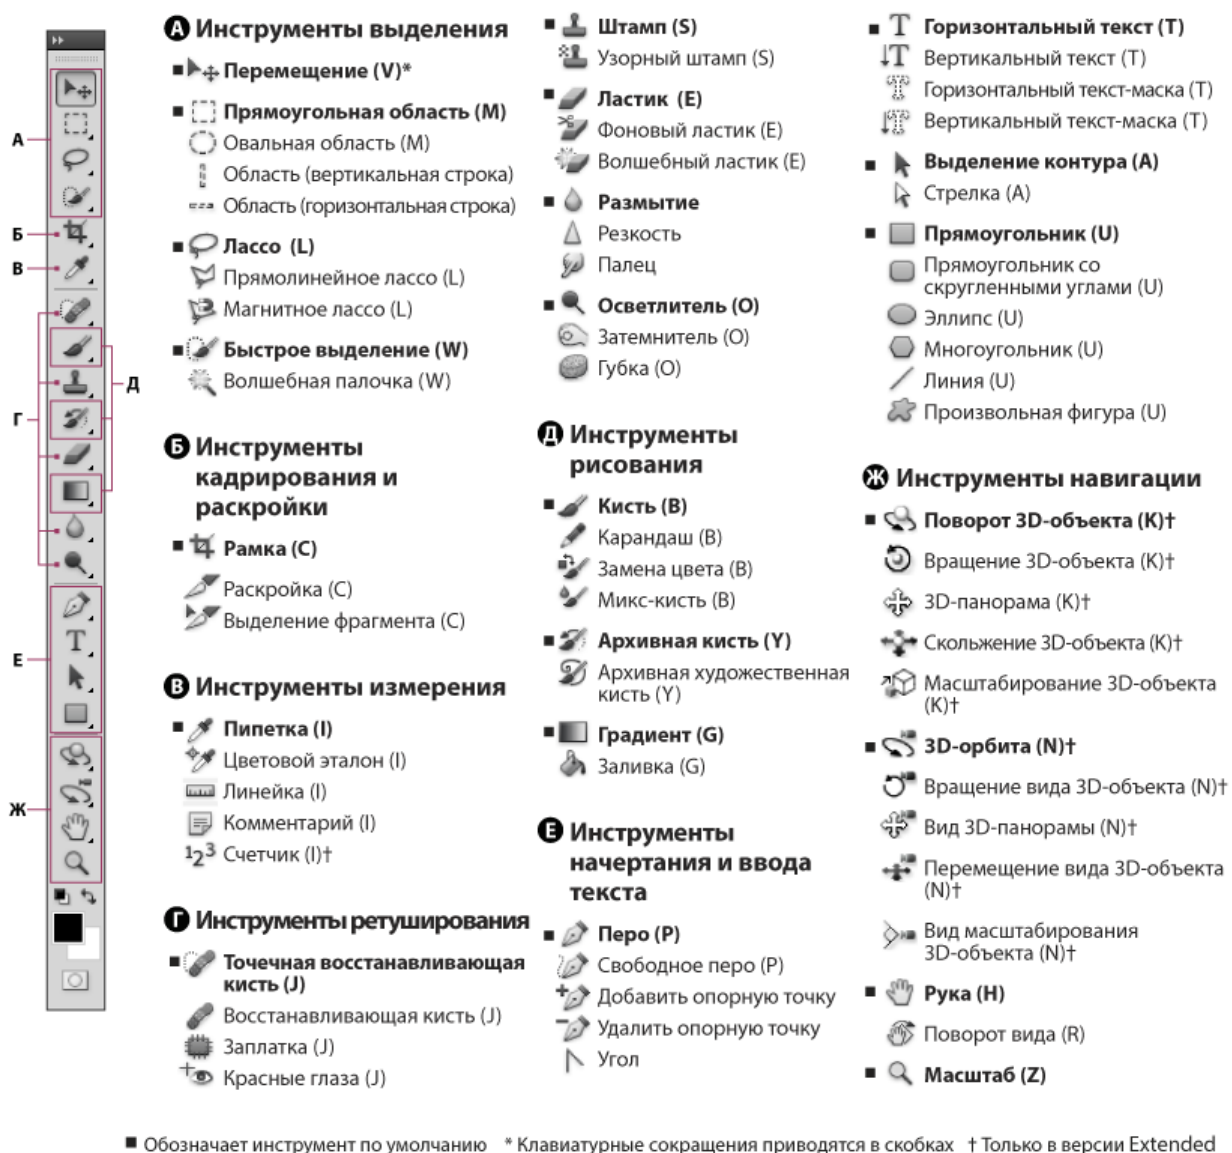 А
Б
В
Г
Д
Е
Ж
А Инструменты выделения
■ Перемещение (V)*
■ Прямоугольная область (M)
Овальная область (M)
Область (вертикальная строка)
Область (горизонтальная строка)
■ Лассо (L)
Прямолинейное лассо (L)
Магнитное лассо (L)
■ Быстрое выделение (W)
Волшебная палочка (W)
Б Инструменты
кадрирования и
раскройки
■ Рамка (C)
Раскройка (C)
Выделение фрагмента (C)
В Инструменты измерения
■ Пипетка (I)
Цветовой эталон (I)
Линейка (I)
Комментарий (I)
Счетчик (I)†
Г Инструменты ретуширования
■ Точечная восстанавливающая
кисть (J)
Восстанавливающая кисть (J)
Заплатка (J)
Красные глаза (J)
■ Штамп (S)
Узорный штамп (S)
■ Ластик (E)
Фоновый ластик (E)
Волшебный ластик (E)
■ Размытие
Резкость
Палец
■ Осветлитель (O)
Затемнитель (O)
Губка (O)
Д Инструменты
рисования
■ Кисть (B)
Карандаш (B)
Замена цвета (B)
Микс-кисть (B)
■ Архивная кисть (Y)
Архивная художественная
кисть (Y)
■ Градиент (G)
Заливка (G)
Е Инструменты
начертания и ввода
текста
■ Перо (P)
Свободное перо (P)
Добавить опорную точку
Удалить опорную точку
Угол
■ Горизонтальный текст (T)
Вертикальный текст (T)
Горизонтальный текст-маска (T)
Вертикальный текст-маска (T)
■ Выделение контура (A)
Стрелка (A)
■ Прямоугольник (U)
Прямоугольник со
скругленными углами (U)
Эллипс (U)
Многоугольник (U)
Линия (U)
Произвольная фигура (U)
Ж Инструменты навигации
■ Поворот 3D-объекта (K)†
Вращение 3D-объекта (K)†
3D-панорама (K)†
Скольжение 3D-объекта (K)†
Масштабирование 3D-объекта
(K)†
■ 3D-орбита (N)†
Вращение вида 3D-объекта (N)†
Вид 3D-панорамы (N)†
Перемещение вида 3D-объекта
(N)†
Вид масштабирования
3D-объекта (N)†
■ Рука (H)
Поворот вида (R)
■ Масштаб (Z)
■ Обозначает инструмент по умолчанию * Клавиатурные сокращения приводятся в скобках † Только в версии Extended